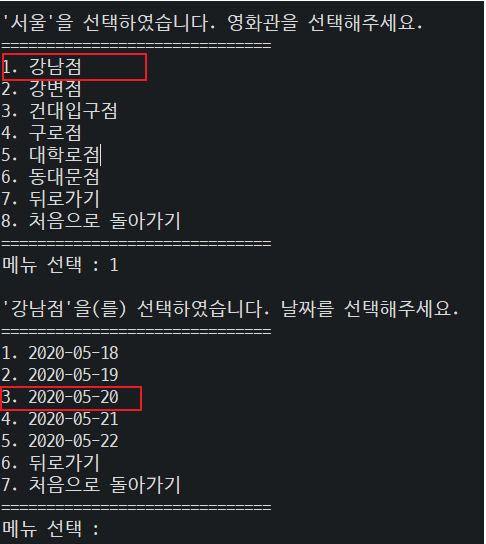 '서울'을 선택하였습니다. 영화관을 선택해주세요.
==============================
1. 강남점
2. 강변점
3. 건대입구점
4. 구로점
5. 대학로점
6. 동대문점
7. 뒤로가기
8. 처음으로 돌아가기
==============================
메뉴 선택 : 1
'강남점'을(를) 선택하였습니다. 날짜를 선택해주세요.
==============================
1. 2020-05-18
2. 2020-05-19
3. 2020-05-20
4. 2020-05-21
5. 2020-05-22
6. 뒤로가기
7. 처음으로 돌아가기
==============================
메뉴 선택 :